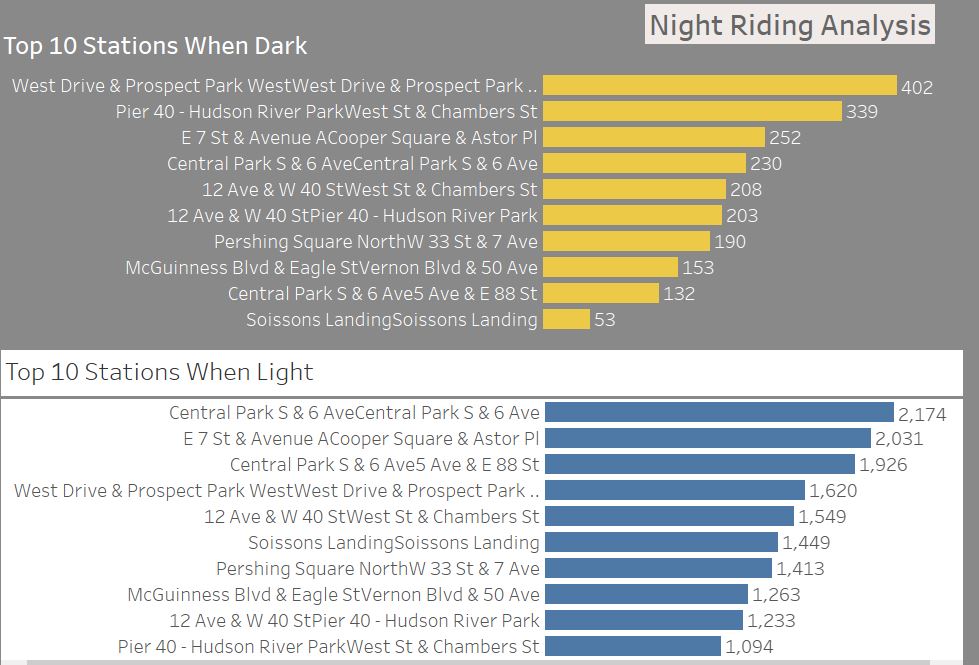 Night Riding Analysis
Top 10 Stations When Dark
West Drive & Prospect Park WestWest Drive & Prospect Park .. 402
Pier 40 - Hudson River ParkWest St & Chambers St 339
E 7 St & Avenue ACooper Square & Astor Pl 252
Central Park S & 6 AveCentral Park S & 6 Ave 230
12 Ave & W 40 StWest St & Chambers St 208
12 Ave & W 40 StPier 40 - Hudson River Park 203
Pershing Square NorthW 33 St & 7 Ave 190
McGuinness Blvd & Eagle StVernon Blvd & 50 Ave 153
Central Park S & 6 Ave5 Ave & E 88 St 132
Soissons LandingSoissons Landing 53
Top 10 Stations When Light
Central Park S & 6 AveCentral Park S & 6 Ave 2,174
E 7 St & Avenue ACooper Square & Astor Pl 2,031
Central Park S & 6 Ave5 Ave & E 88 St 1,926
West Drive & Prospect Park WestWest Drive & Prospect Park .. 1,620
12 Ave & W 40 StWest St & Chambers St 1,549
Soissons LandingSoissons Landing 1,449
Pershing Square NorthW 33 St & 7 Ave 1,413
McGuinness Blvd & Eagle StVernon Blvd & 50 Ave 1,263
12 Ave & W 40 StPier 40 - Hudson River Park 1,233
Pier 40 - Hudson River ParkWest St & Chambers St 1,094